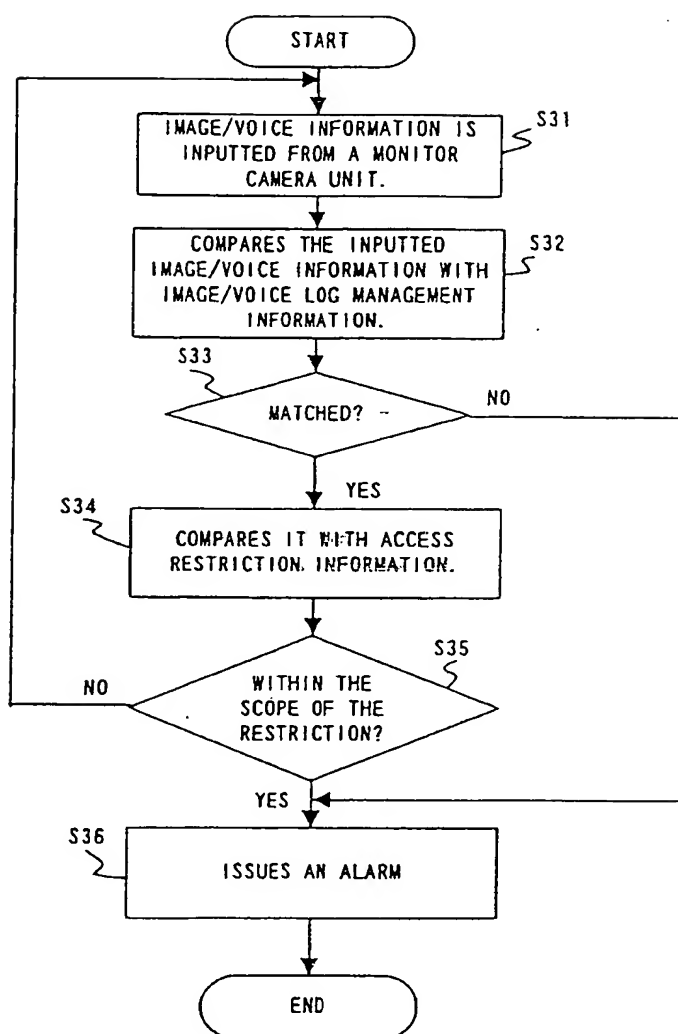 START
IMAGE/VOICE INFORMATION IS
INPUTTED FROM A MONITOR
CAMERA UNIT.
S31
COMPARES THE INPUTTED
IMAGE/VOICE INFORMATION WITH
IMAGE/VOICE LOG MANAGEMENT
INFORMATION.
S32
S33
MATCHED?
NO
YES
S34
COMPARES IT WITH ACCESS
RESTRICTION INFORMATION.
S35
NO
WITHIN THE
SCOPE OF THE
RESTRICTION?
YES
S36
ISSUES AN ALARM
END